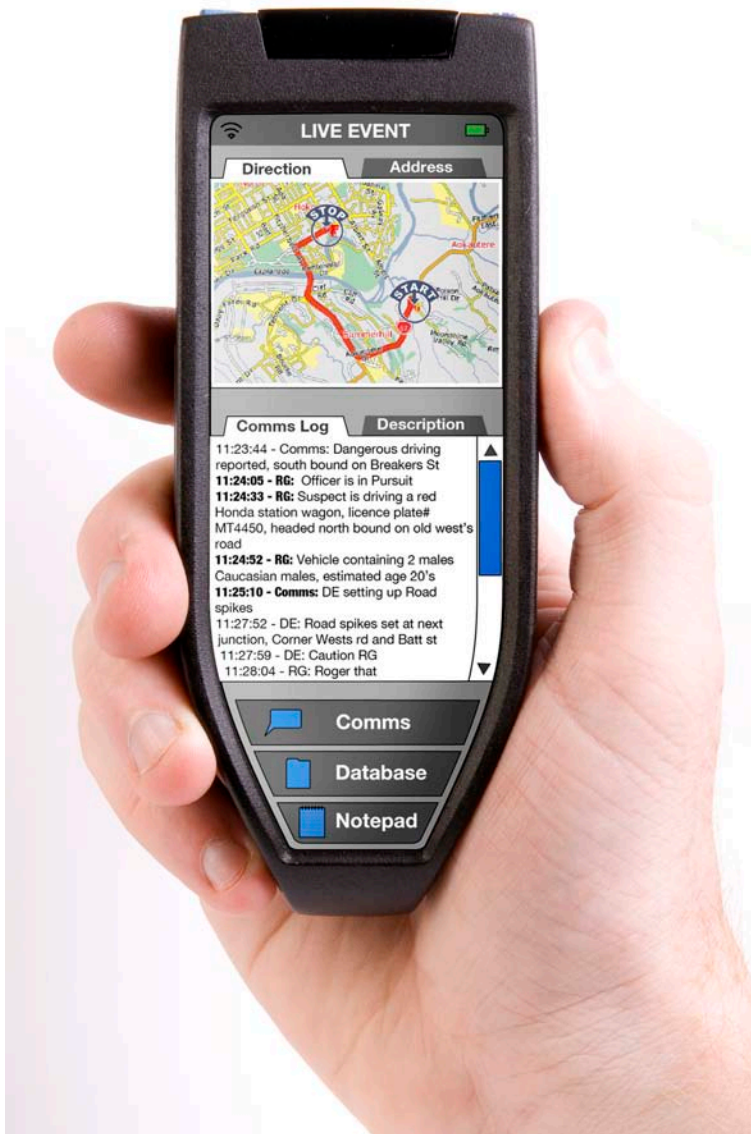 LIVE EVENT
Direction
Address
STOP
START
Aokautere
Summerhill
Comms Log
Description
11:23:44 - Comms: Dangerous driving
reported, south bound on Breakers St
11:24:05 - RG: Officer is in Pursuit
11:24:33 - RG: Suspect is driving a red
Honda station wagon, licence plate#
MT4450, headed north bound on old west's
road
11:24:52 - RG: Vehicle containing 2 males
Caucasian males, estimated age 20's
11:25:10 - Comms: DE setting up Road
spikes
11:27:52 - DE: Road spikes set at next
junction, Corner Wests rd and Batt st
11:27:59 - DE: Caution RG
11:28:04 - RG: Roger that
Comms
Database
Notepad